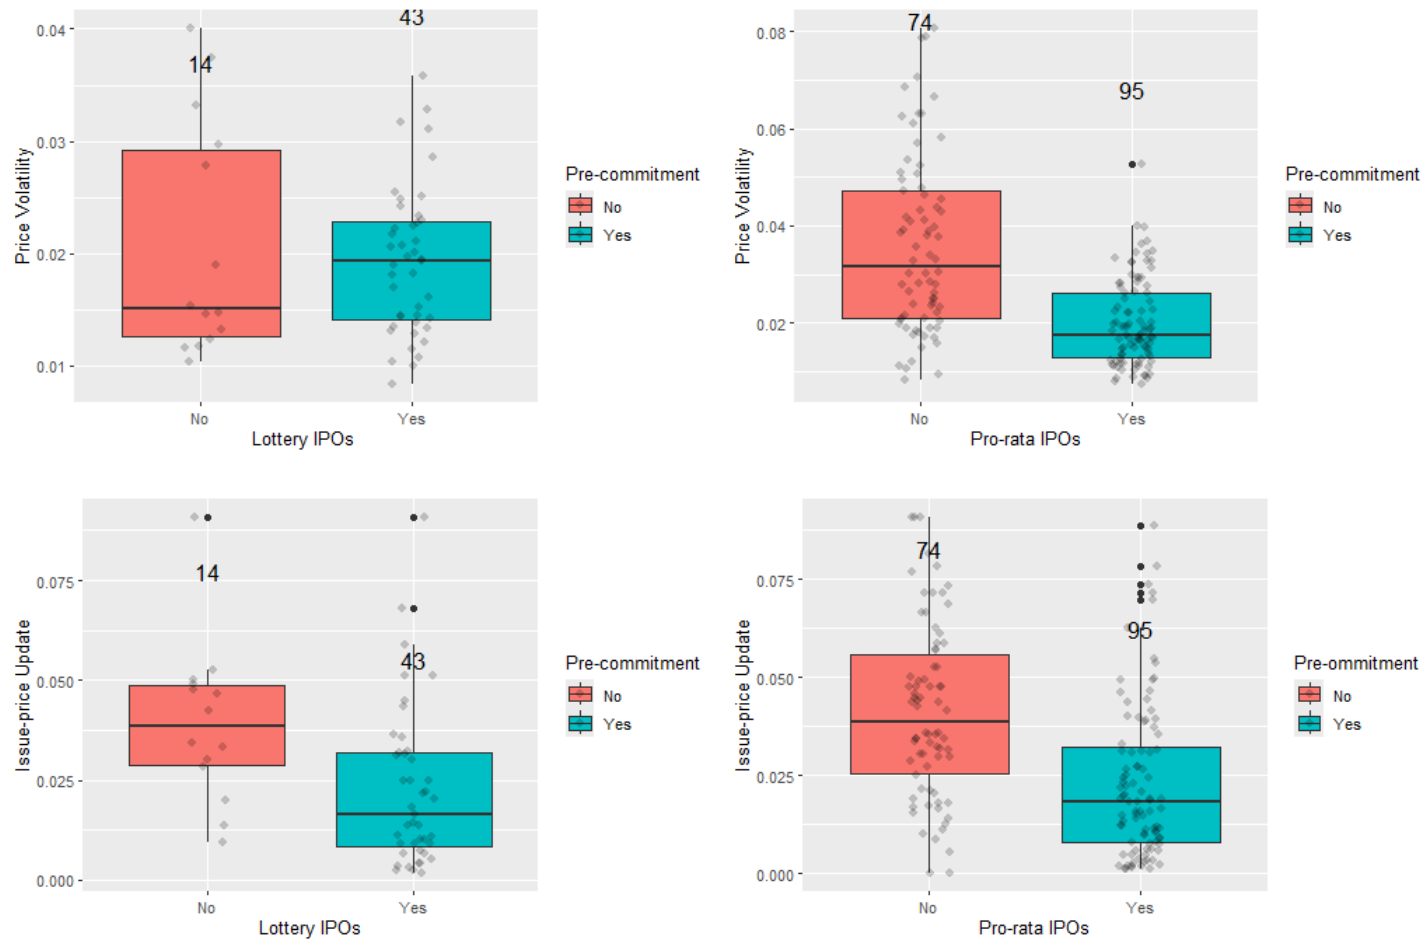 0.04
0.03
0.02
0.01
Price Volatility
14
43
No
Yes
Lottery IPOs
Pre-commitment
No
Yes
0.08
0.06
0.04
0.02
Price Volatility
74
95
No
Yes
Pro-rata IPOs
Pre-commitment
No
Yes
0.075
0.050
0.025
0.000
Issue-price Update
14
43
No
Yes
Lottery IPOs
Pre-commitment
No
Yes
0.075
0.050
0.025
0.000
Issue-price Update
74
95
No
Yes
Pro-rata IPOs
Pre-ommitment
No
Yes